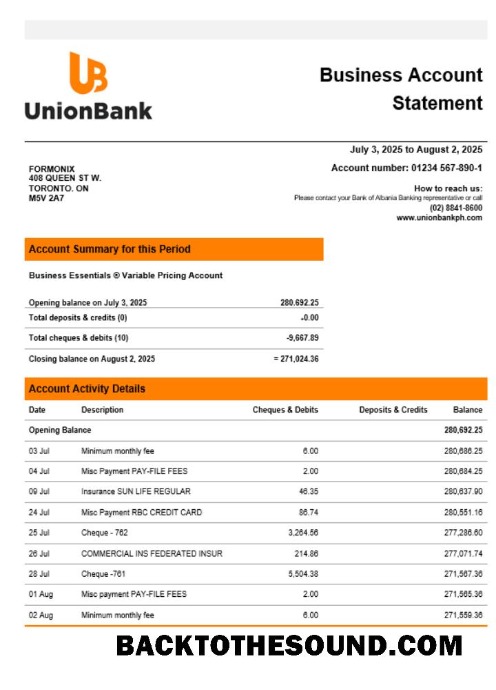 UnionBank
Business Account
Statement
July 3, 2025 to August 2, 2025
Account number: 01234 567-890-1
FORMONIX
408 QUEEN ST W.
TORONTO. ON
M5V 2A7
How to reach us:
Please contact your Bank of Albania Banking representative or call
(02) 8841-8600
www.unionbankph.com
Account Summary for this Period
Business Essentials ® Variable Pricing Account
Opening balance on July 3, 2025 280.692.25
Total deposits & credits (0) -0.00
Total cheques & debits (10) -9,667.89
Closing balance on August 2, 2025 = 271,024.36
Account Activity Details
Date Description Cheques & Debits Deposits & Credits Balance
Opening Balance 280,692.25
03 Jul Minimum monthly fee 6.00 280,686.25
04 Jul Misc Payment PAY-FILE FEES 2.00 280,684.25
09 Jul Insurance SUN LIFE REGULAR 46.35 280,637.90
24 Jul Misc Payment RBC CREDIT CARD 86.74 280,551.16
25 Jul Cheque - 762 3,264.56 277,286.60
26 Jul COMMERCIAL INS FEDERATED INSUR 214.86 277,071.74
28 Jul Cheque -761 5,504.38 271,567.36
01 Aug Misc payment PAY-FILE FEES 2.00 271,565.36
02 Aug Minimum monthly fee 6.00 271,559.36
BACKTOTHESOUND.COM